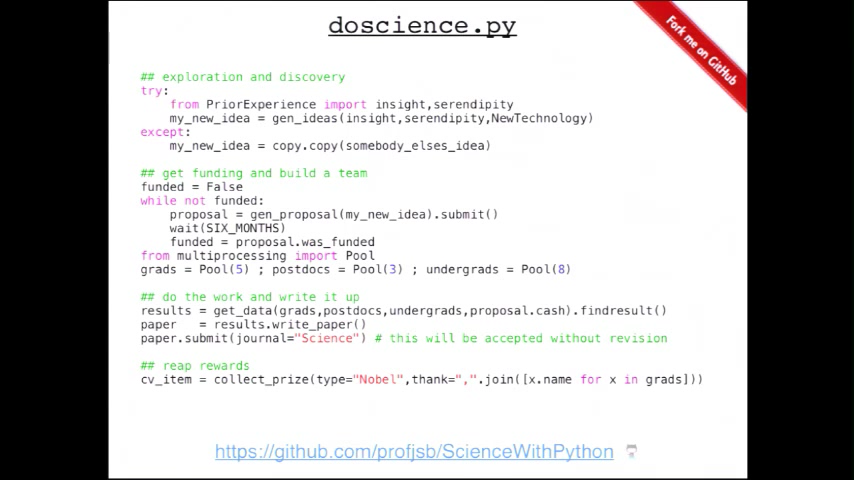 doscience.py
Fork me on GitHub
## exploration and discovery
try:
    from PriorExperience import insight,serendipity
    my_new_idea = gen_ideas(insight,serendipity,NewTechnology)
except:
    my_new_idea = copy.copy(somebody_elses_idea)
## get funding and build a team
funded = False
while not funded:
    proposal = gen_proposal(my_new_idea).submit()
    wait(SIX_MONTHS)
    funded = proposal.was_funded
from multiprocessing import Pool
grads = Pool(5) ; postdocs = Pool(3) ; undergrads = Pool(8)
## do the work and write it up
results = get_data(grads,postdocs,undergrads,proposal.cash).findresult()
paper   = results.write_paper()
paper.submit(journal="Science") # this will be accepted without revision
## reap rewards
cv_item = collect_prize(type="Nobel",thank=",".join([x.name for x in grads]))
https://github.com/profjsb/ScienceWithPython